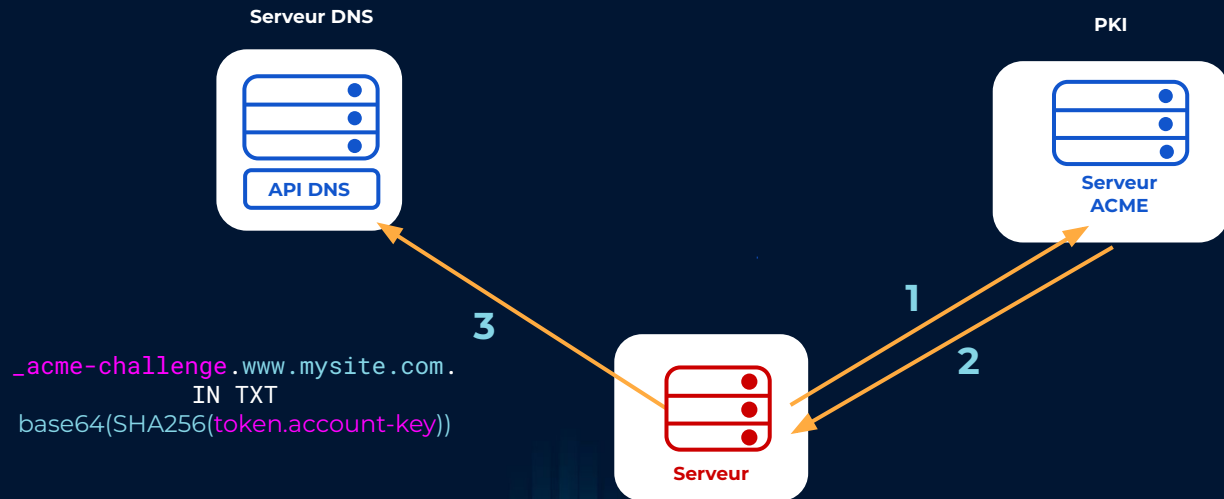 Serveur DNS
PKI
API DNS
Serveur
ACME
1
2
3
_acme-challenge.www.mysite.com.
IN TXT
base64(SHA256(token.account-key))
Serveur